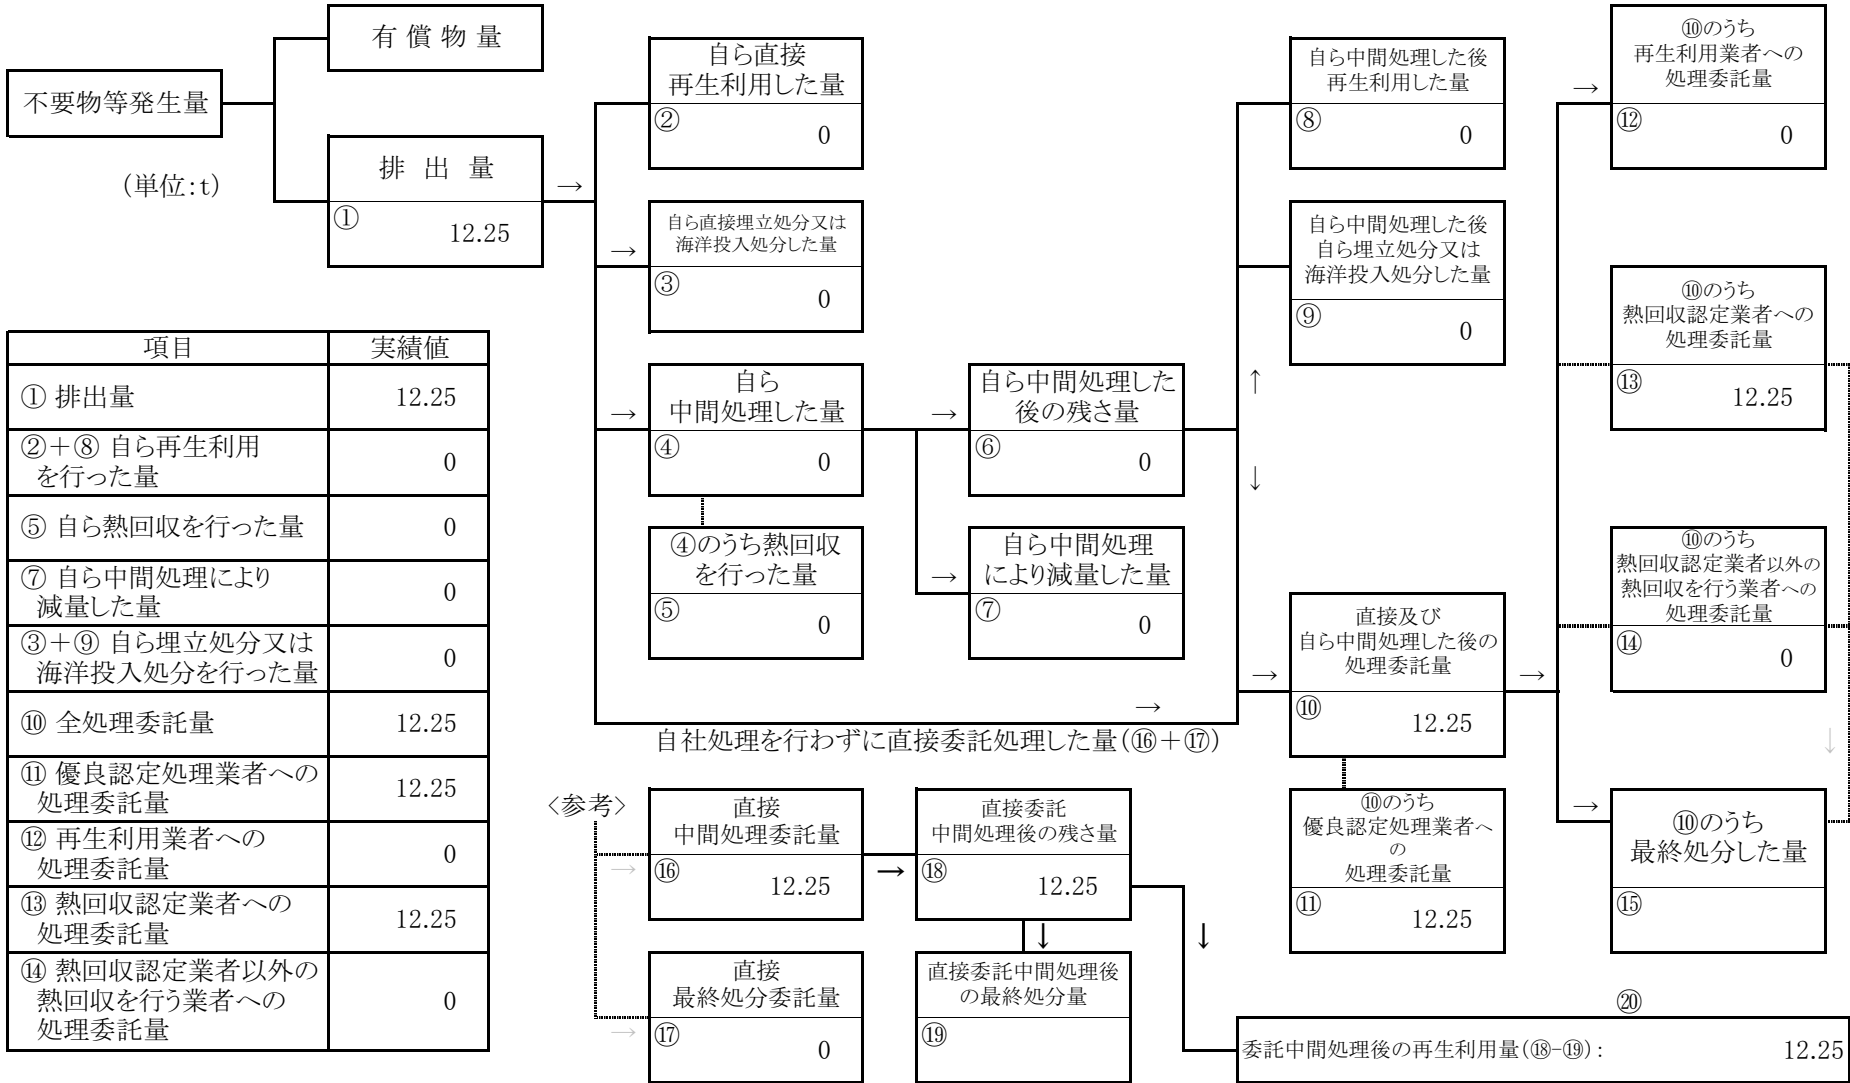 有 償 物 量
不要物等発生量
(単位:t)
排 出 量
①
12.25
→
自ら直接
再生利用した量
②
0
→
自ら直接埋立処分又は
海洋投入処分した量
③
0
→
自ら
中間処理した量
④
0
④のうち熱回収
を行った量
⑤
0
→
自ら中間処理した
後の残さ量
⑥
0
→
自ら中間処理
により減量した量
⑦
0
↑
↓
自ら中間処理した後
再生利用した量
⑧
0
自ら中間処理した後
自ら埋立処分又は
海洋投入処分した量
⑨
0
→
自社処理を行わずに直接委託処理した量(⑯+⑰)
→
直接及び
自ら中間処理した後の
処理委託量
⑩
12.25
⑩のうち
優良認定処理業者へ
の
処理委託量
⑪
12.25
→
→
⑩のうち
再生利用業者への
処理委託量
⑫
0
⑩のうち
熱回収認定業者への
処理委託量
⑬
12.25
⑩のうち
熱回収認定業者以外の
熱回収を行う業者への
処理委託量
⑭
0
↓
→
⑩のうち
最終処分した量
⑮
項目 実績値
① 排出量 12.25
②+⑧ 自ら再生利用
を行った量 0
⑤ 自ら熱回収を行った量 0
⑦ 自ら中間処理により
減量した量 0
③+⑨ 自ら埋立処分又は
海洋投入処分を行った量 0
⑩ 全処理委託量 12.25
⑪ 優良認定処理業者への
処理委託量 12.25
⑫ 再生利用業者への
処理委託量 0
⑬ 熱回収認定業者への
処理委託量 12.25
⑭ 熱回収認定業者以外の
熱回収を行う業者への
処理委託量 0
〈参考〉
→
直接
中間処理委託量
⑯
12.25
→
直接委託
中間処理後の残さ量
⑱
12.25
↓
↓
→
直接
最終処分委託量
⑰
0
直接委託中間処理後
の最終処分量
⑲
⑳
委託中間処理後の再生利用量(⑱-⑲): 12.25